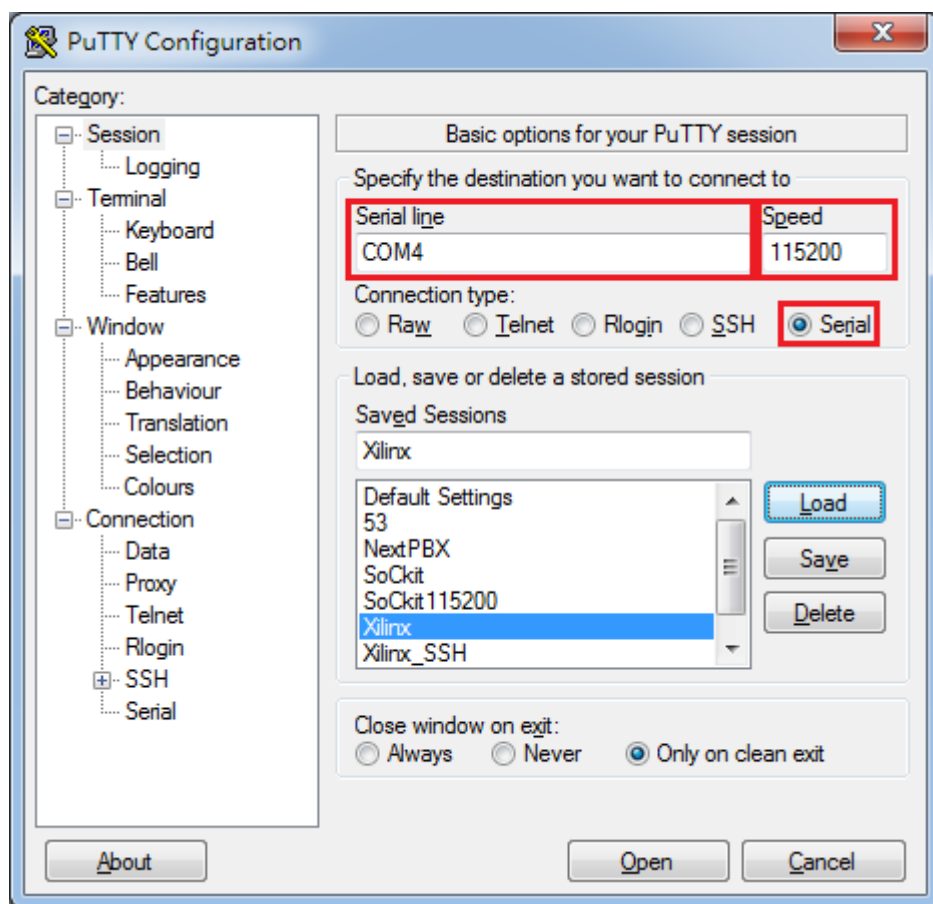 PuTTY Configuration
Category:
Session
Logging
Terminal
Keyboard
Bell
Features
Window
Appearance
Behaviour
Translation
Selection
Colours
Connection
Data
Proxy
Telnet
Rlogin
SSH
Serial
Basic options for your PuTTY session
Specify the destination you want to connect to
Serial line Speed
COM4 115200
Connection type:
Raw Telnet Rlogin SSH Serial
Load, save or delete a stored session
Saved Sessions
Xilinx
Default Settings
53
NextPBX
SoCkit
SoCkit115200
Xilinx
Xilinx_SSH
Load
Save
Delete
Close window on exit:
Always Never Only on clean exit
About Open Cancel